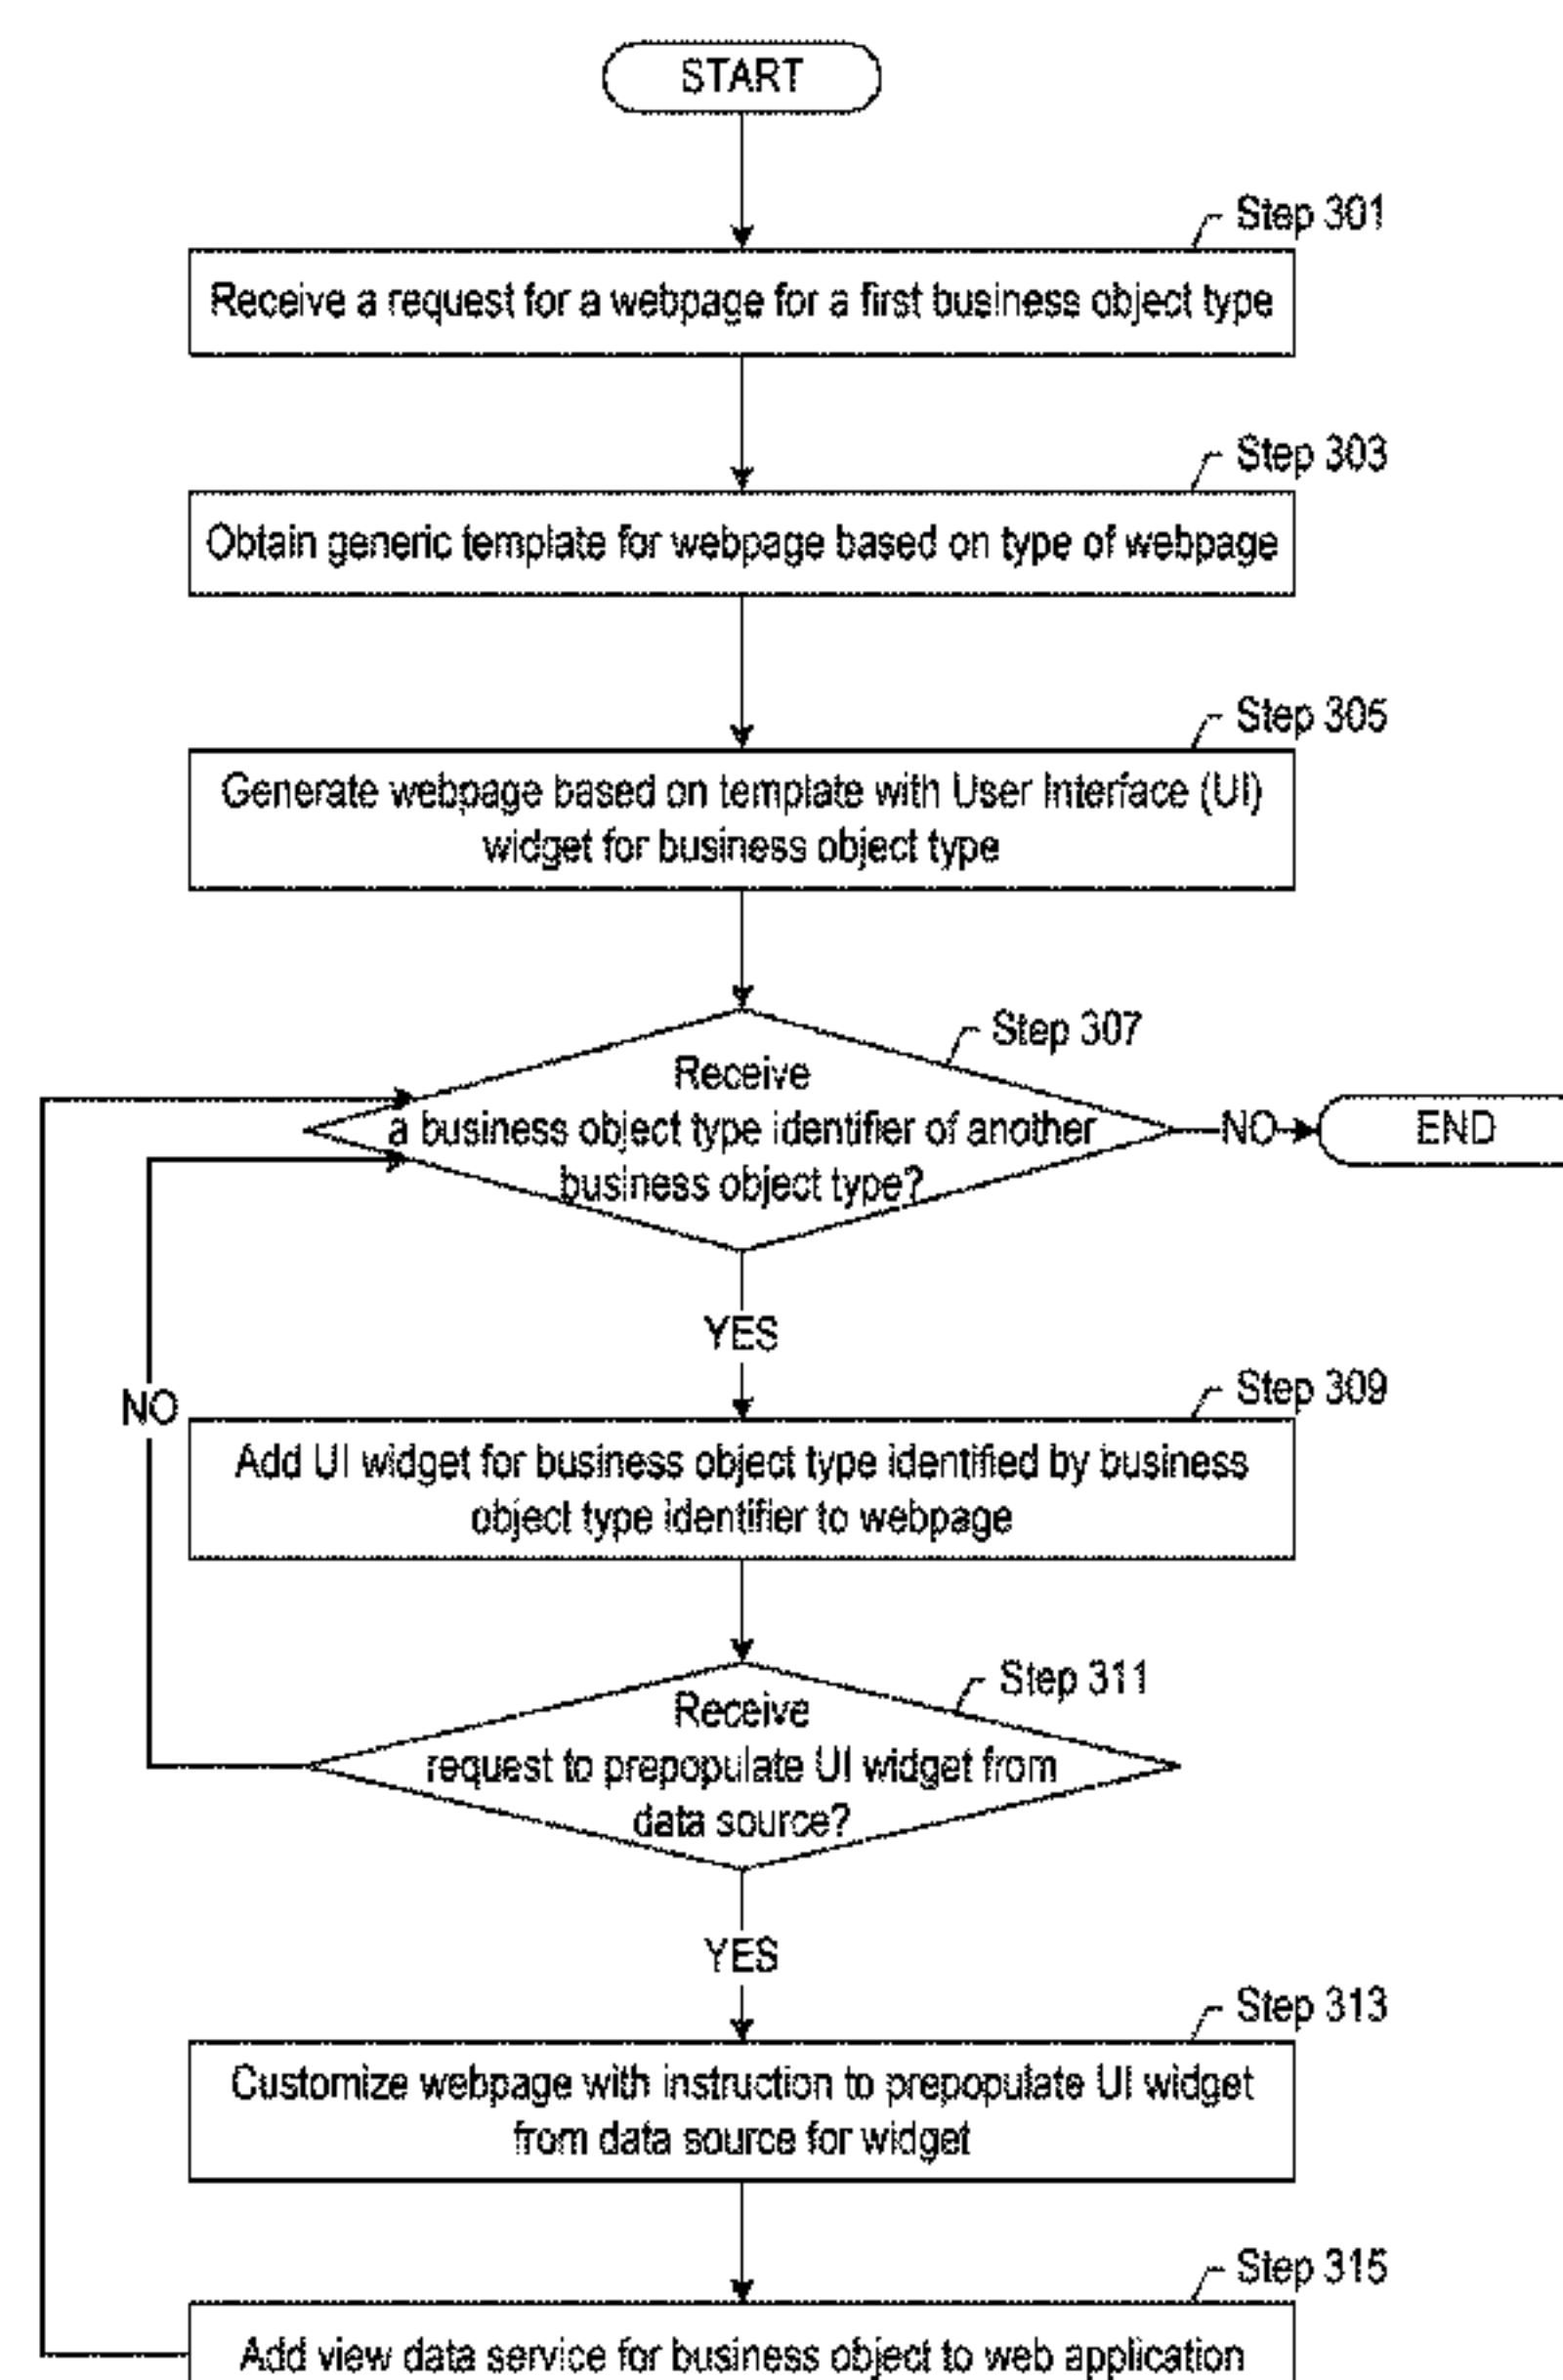 START
Step 301
Receive a request for a webpage for a first business object type
Step 303
Obtain generic template for webpage based on type of webpage
Step 305
Generate webpage based on template with User Interface (UI)
widget for business object type
Step 307
Receive
a business object type identifier of another
business object type?
NO
END
YES
NO
Step 309
Add UI widget for business object type identified by business
object type identifier to webpage
Step 311
Receive
request to prepopulate UI widget from
data source?
YES
Step 313
Customize webpage with instruction to prepopulate UI widget
from data source for widget
Step 315
Add view data service for business object to web application